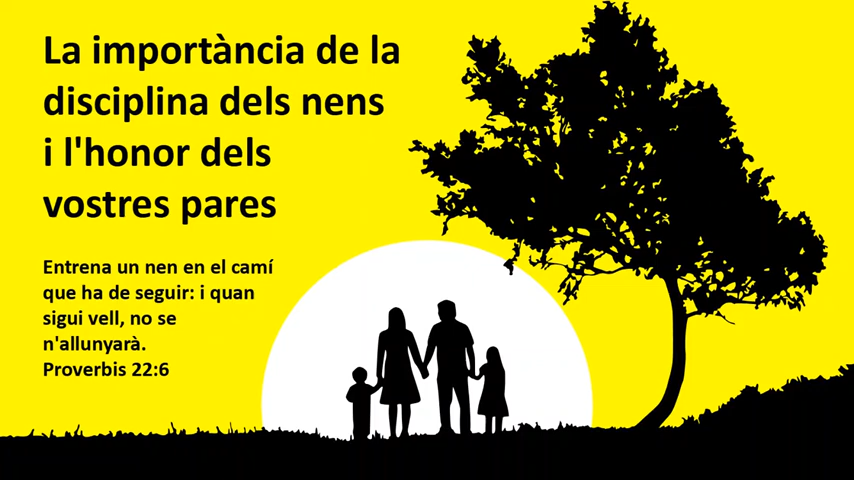 La importància de la
disciplina dels nens
i l'honor dels
vostres pares
Entrena un nen en el camí
que ha de seguir: i quan
sigui vell, no se
n'allunyarà.
Proverbis 22:6